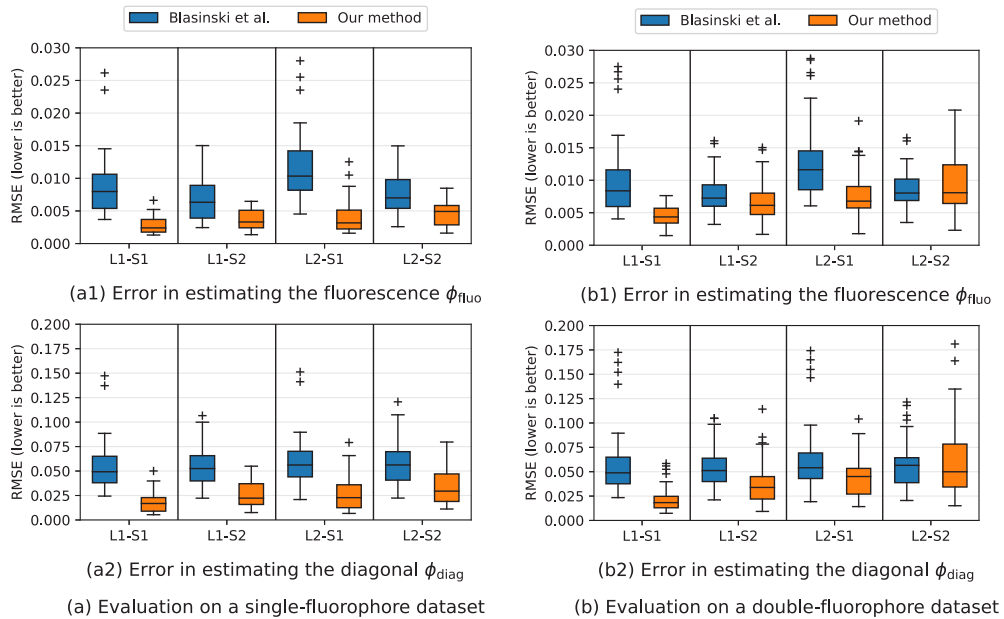 Blasinski et al. Our method
0.030
0.025
0.020
0.015
0.010
0.005
0.000
RMSE (lower is better)
L1-S1 L1-S2 L2-S1 L2-S2
(a1) Error in estimating the fluorescence ϕfluo
Blasinski et al. Our method
0.030
0.025
0.020
0.015
0.010
0.005
0.000
RMSE (lower is better)
L1-S1 L1-S2 L2-S1 L2-S2
(b1) Error in estimating the fluorescence ϕfluo
0.200
0.175
0.150
0.125
0.100
0.075
0.050
0.025
0.000
RMSE (lower is better)
L1-S1 L1-S2 L2-S1 L2-S2
(a2) Error in estimating the diagonal ϕdiag
(a) Evaluation on a single-fluorophore dataset
0.200
0.175
0.150
0.125
0.100
0.075
0.050
0.025
0.000
RMSE (lower is better)
L1-S1 L1-S2 L2-S1 L2-S2
(b2) Error in estimating the diagonal ϕdiag
(b) Evaluation on a double-fluorophore dataset